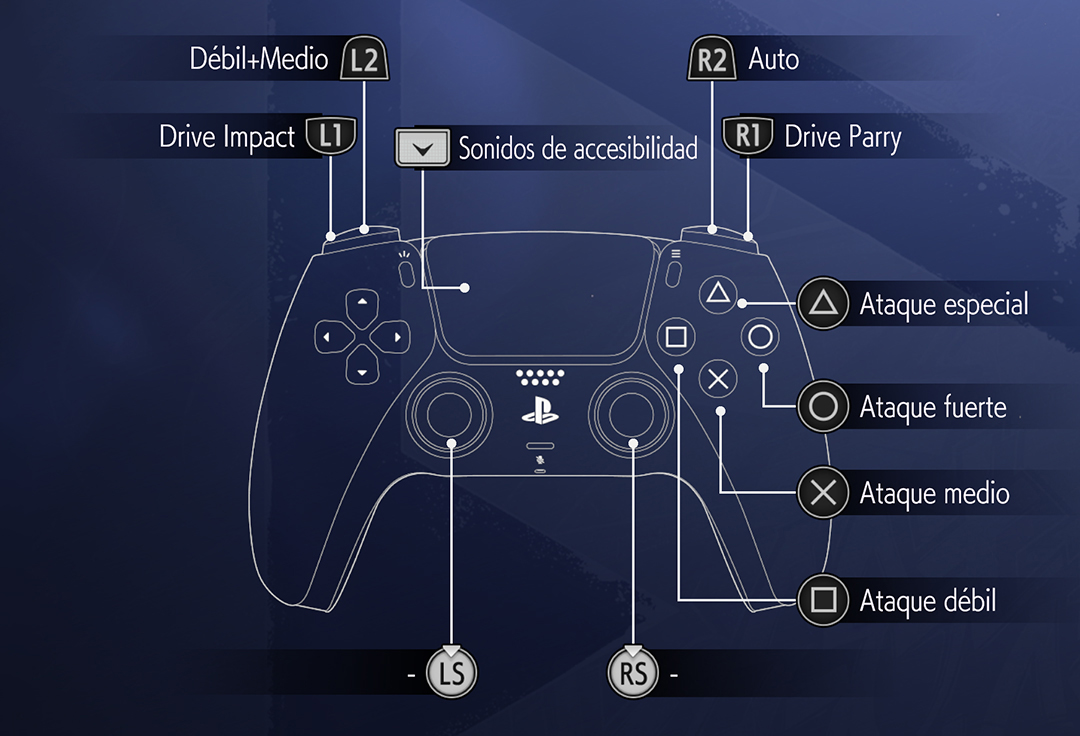 Débil+Medio L2
R2 Auto
Drive Impact L1
R1 Drive Parry
Sonidos de accesibilidad
Ataque especial
Ataque fuerte
Ataque medio
Ataque débil
- LS
RS -